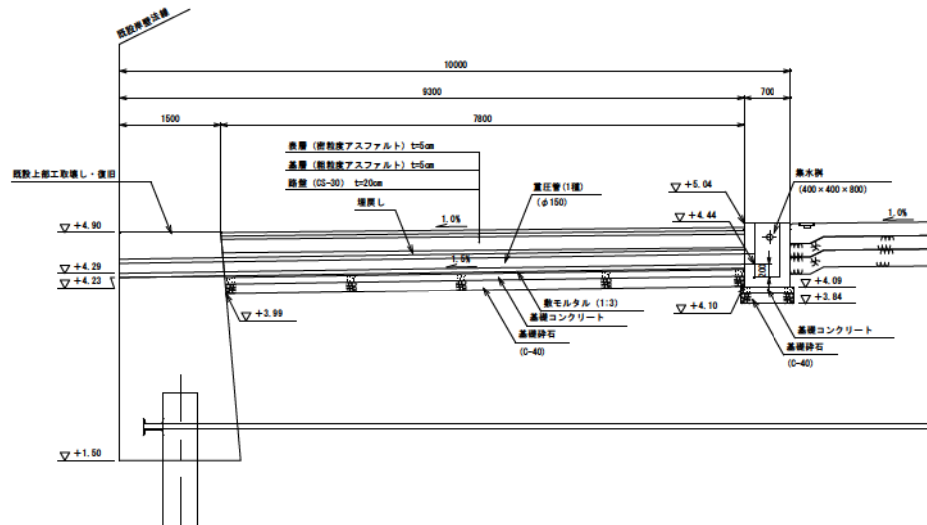 既設岸壁法線
10000
9300
700
1500
7800
表層（密粒度アスファルト）t=5cm
基層（粗粒度アスファルト）t=5cm
路盤（CS-30）t=20cm
埋戻し
既設上部工取壊し・復旧
重圧管(1種)
(φ150)
集水桝
(400×400×800)
▽ +5.04
▽ +4.44
▽ +4.90
1.0%
1.0%
1.5%
200
▽ +4.29
▽ +4.23
▽ +4.09
▽ +3.84
▽ +3.99
▽ +4.10
敷モルタル (1:3)
基礎コンクリート
基礎砕石
(C-40)
基礎コンクリート
基礎砕石
(C-40)
▽ +1.50